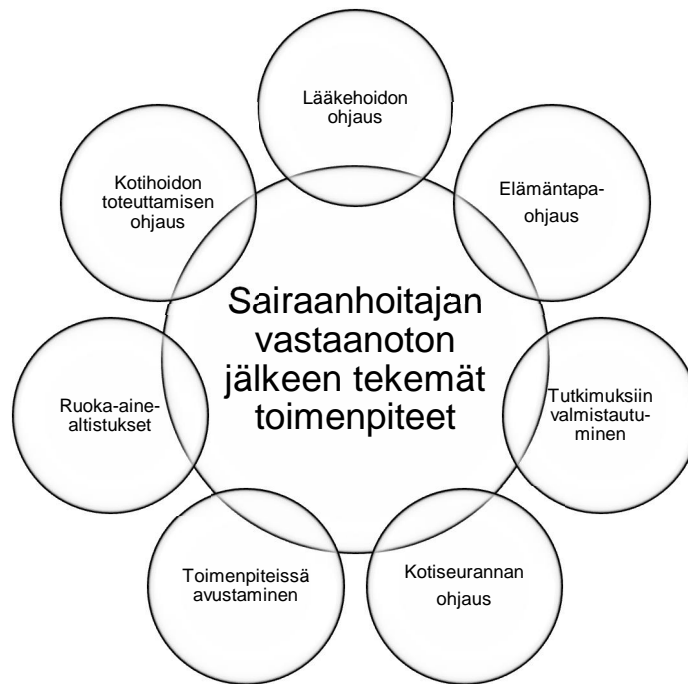 Lääkehoidon
ohjaus
Elämäntapa-
ohjaus
Tutkimuksiin
valmistautu-
minen
Kotiseurannan
ohjaus
Toimenpiteissä
avustaminen
Ruoka-aine-
altistukset
Kotihoidon
toteuttamisen
ohjaus
Sairaanhoitajan
vastaanoton
jälkeen tekemät
toimenpiteet